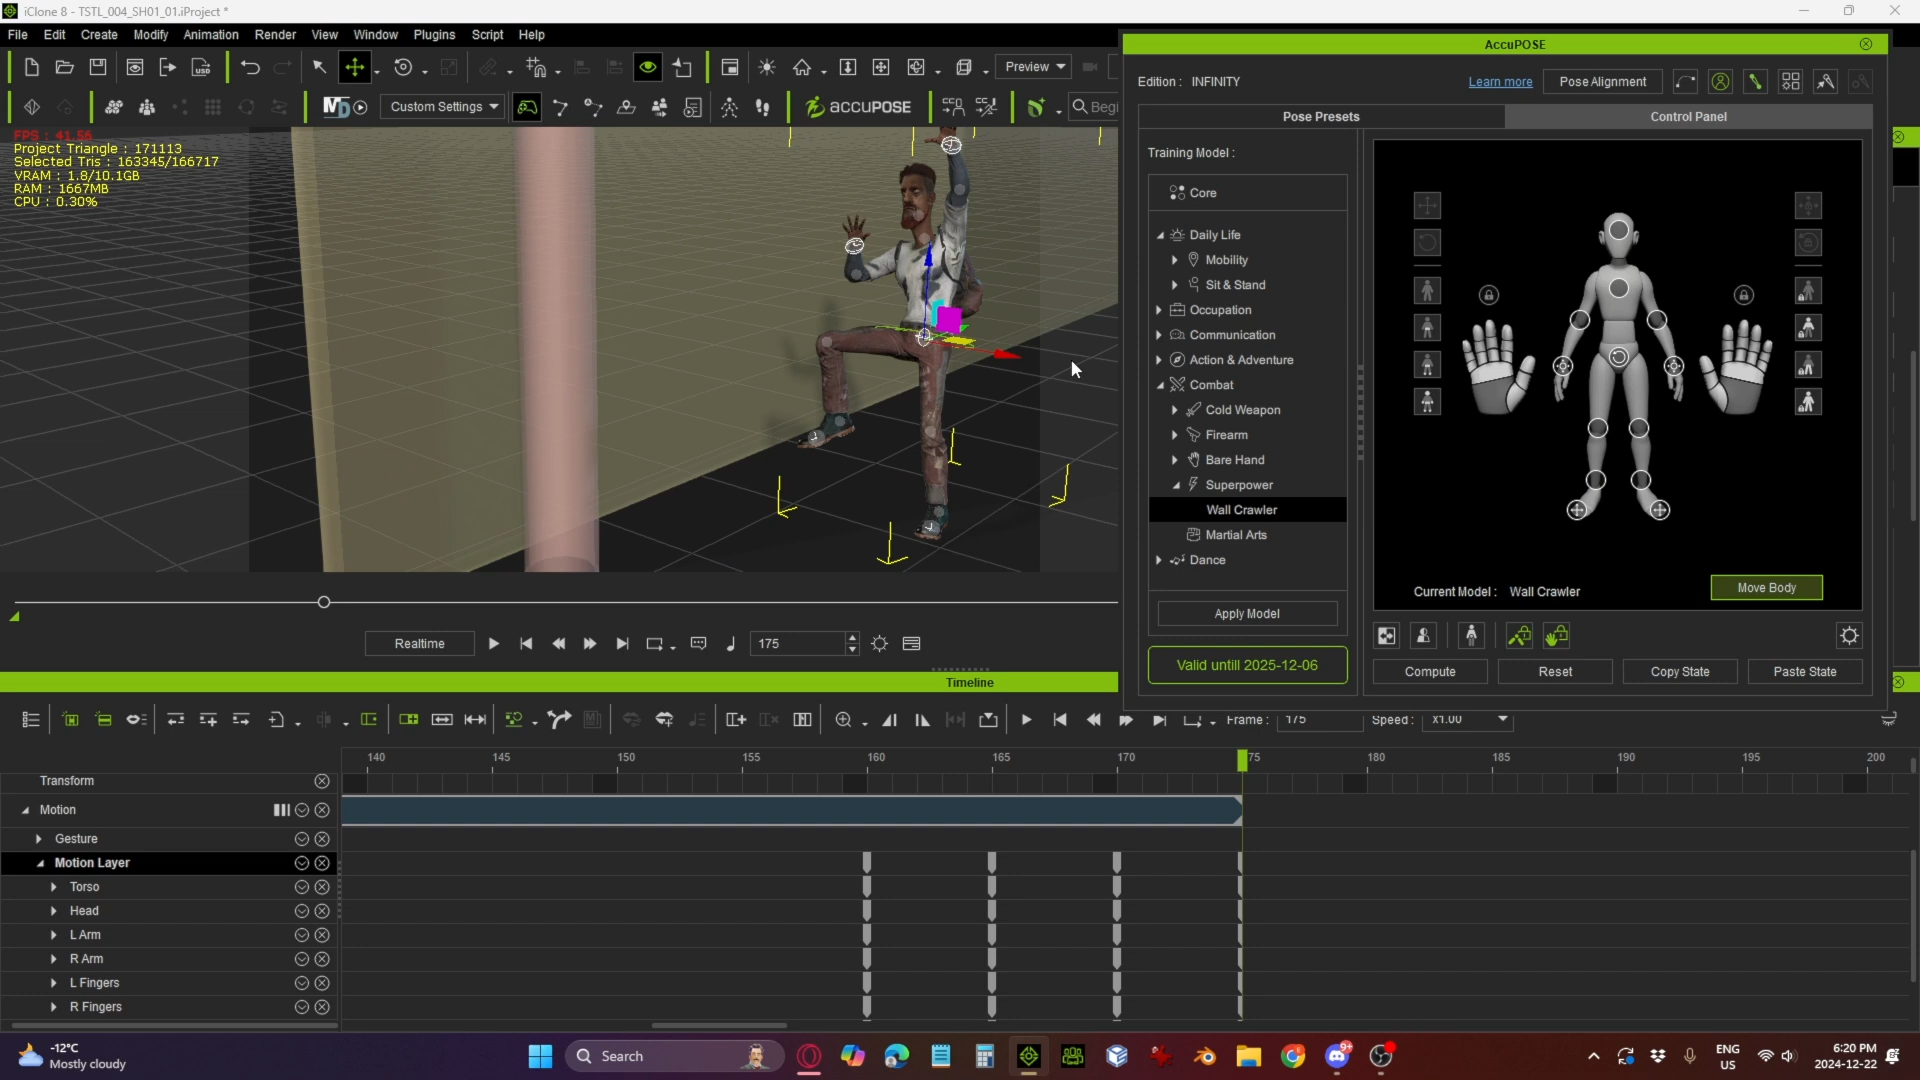 iClone 8 - TSTL_004_SH01_01.iProject *
File Edit Create Modify Animation Render View Window Plugins Script Help
Preview
Custom Settings
ACCUPOSE
Begi
FPS : 41.56
Project Triangle : 171113
Selected Tris : 163345/166717
VRAM : 1.8/10.1GB
RAM : 1667MB
CPU : 0.30%
AccuPOSE
Edition : INFINITY
Learn more
Pose Alignment
Pose Presets
Control Panel
Training Model :
Core
Daily Life
Mobility
Sit & Stand
Occupation
Communication
Action & Adventure
Combat
Cold Weapon
Firearm
Bare Hand
Superpower
Wall Crawler
Martial Arts
Dance
Apply Model
Valid untill 2025-12-06
Current Model : Wall Crawler
Move Body
Compute
Reset
Copy State
Paste State
Realtime
175
Timeline
Frame : 175
Speed : x1.00
140 145 150 155 160 165 170 75 180 185 190 195 200
Transform
Motion
Gesture
Motion Layer
Torso
Head
L Arm
R Arm
L Fingers
R Fingers
-12°C
Mostly cloudy
Search
9+
ENG
US
6:20 PM
2024-12-22